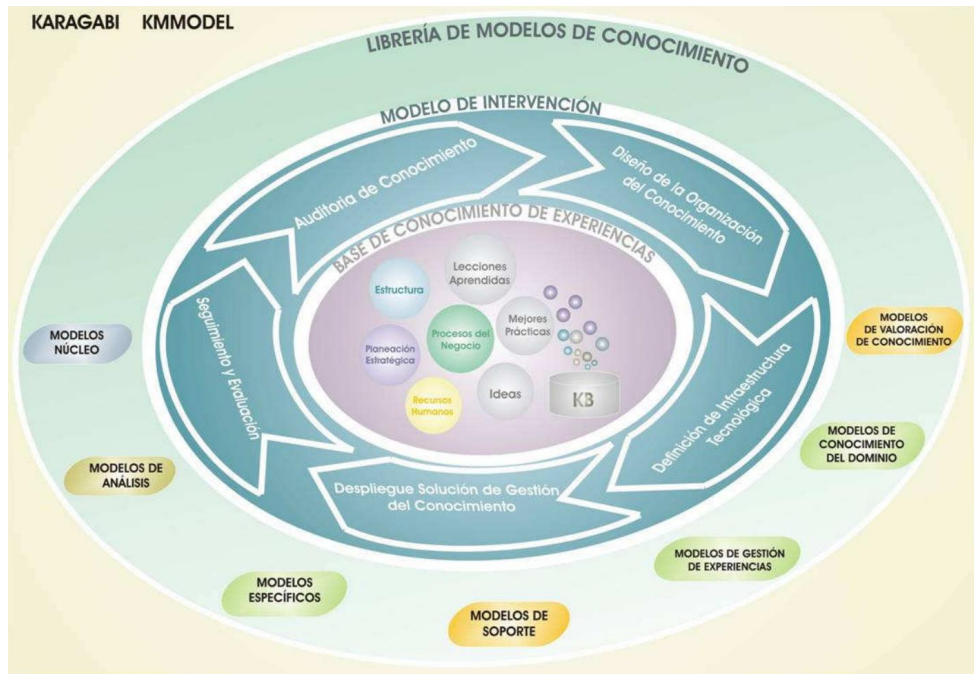 KARAGABI KMMODEL
LIBRERÍA DE MODELOS DE CONOCIMIENTO
MODELO DE INTERVENCIÓN
Auditoria de Conocimiento
Diseño de la Organización
del Conocimiento
BASE DE CONOCIMIENTO DE EXPERIENCIAS
Lecciones
Aprendidas
Estructura
Mejores
Prácticas
Procesos del
Negocio
Planeación
Estratégica
Ideas
Recursos
Humanos
KB
Seguimiento y Evaluación
Definición de Infraestructura
Tecnológica
Despliegue Solución de Gestión
del Conocimiento
MODELOS
NÚCLEO
MODELOS
DE VALORACIÓN
DE CONOCIMIENTO
MODELOS DE
CONOCIMIENTO
DEL DOMINIO
MODELOS DE
ANÁLISIS
MODELOS DE GESTIÓN
DE EXPERIENCIAS
MODELOS
ESPECÍFICOS
MODELOS DE
SOPORTE